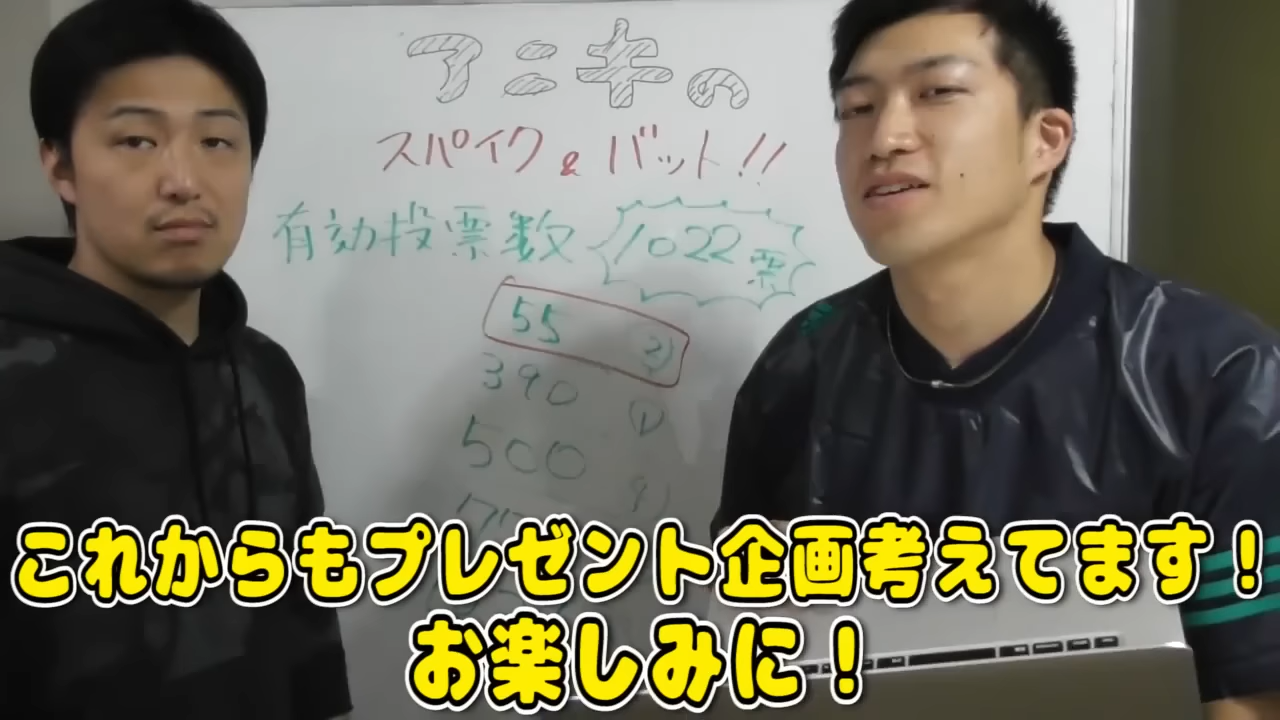 アニキの
スパイク & バット!!
有効投票数 1022票
55 2)
390 1)
500
これからもプレゼント企画考えてます!
お楽しみに!